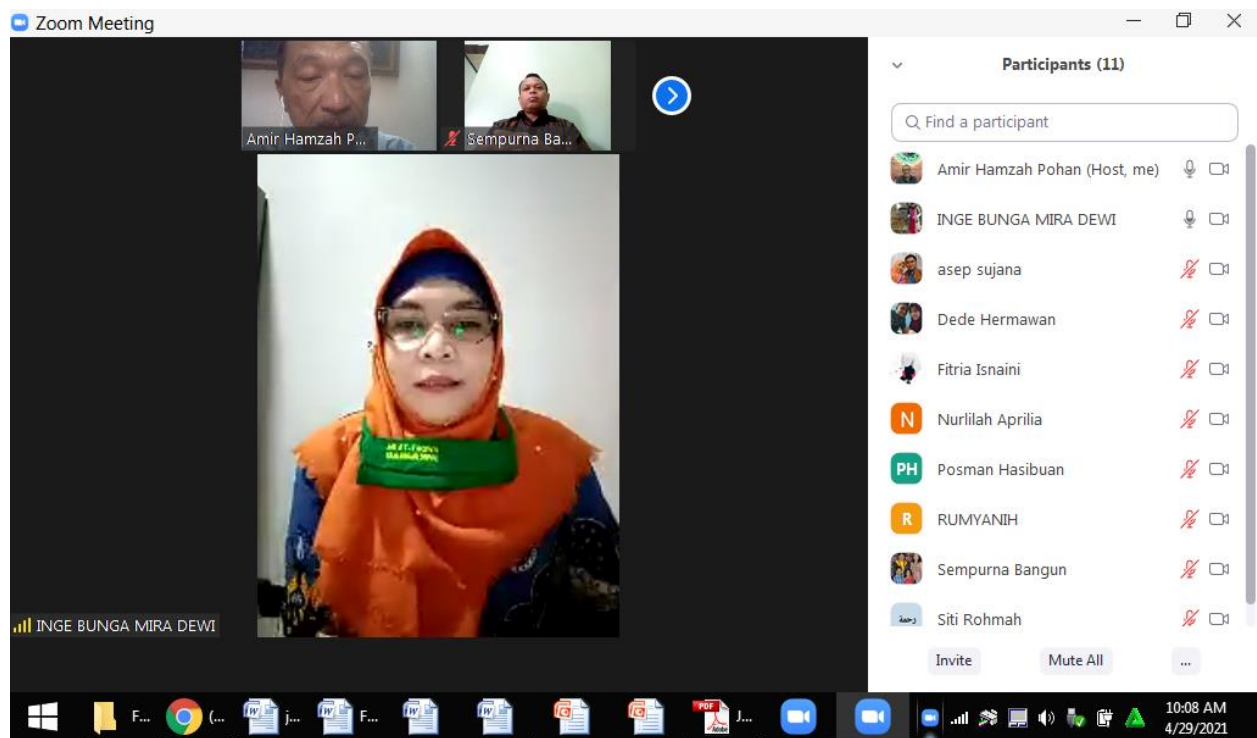 Zoom Meeting
Amir Hamzah P...
Sempurna Ba...
INGE BUNGA MIRA DEWI
Participants (11)
Find a participant
Amir Hamzah Pohan (Host, me)
INGE BUNGA MIRA DEWI
asep sujana
Dede Hermawan
Fitria Isnaini
N Nurlilah Aprilia
PH Posman Hasibuan
R RUMYANIH
Sempurna Bangun
Siti Rohmah
Invite Mute All ...
F... (... j... F... PDF Adobe J...
10:08 AM
4/29/2021